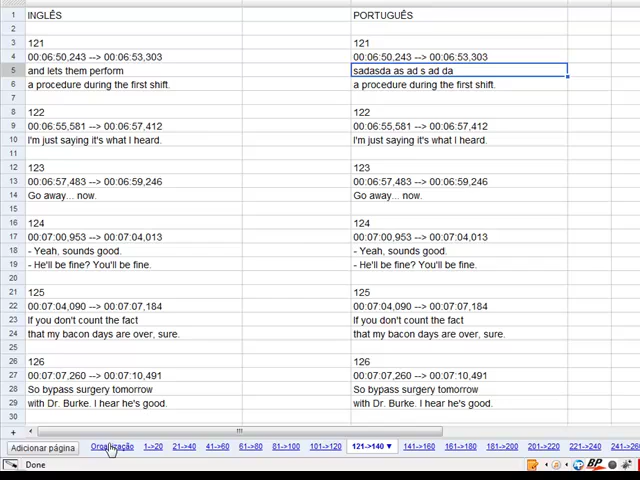 INGLÊS PORTUGUÊS
1
2
3 121 121
4 00:06:50,243 --> 00:06:53,303 00:06:50,243 --> 00:06:53,303
5 and lets them perform sadasda as ad s ad da
6 a procedure during the first shift. a procedure during the first shift.
7
8 122 122
9 00:06:55,581 --> 00:06:57,412 00:06:55,581 --> 00:06:57,412
10 I'm just saying it's what I heard. I'm just saying it's what I heard.
11
12 123 123
13 00:06:57,483 --> 00:06:59,246 00:06:57,483 --> 00:06:59,246
14 Go away... now. Go away... now.
15
16 124 124
17 00:07:00,953 --> 00:07:04,013 00:07:00,953 --> 00:07:04,013
18 - Yeah, sounds good. - Yeah, sounds good.
19 - He'll be fine? You'll be fine. - He'll be fine? You'll be fine.
20
21 125 125
22 00:07:04,090 --> 00:07:07,184 00:07:04,090 --> 00:07:07,184
23 If you don't count the fact If you don't count the fact
24 that my bacon days are over, sure. that my bacon days are over, sure.
25
26 126 126
27 00:07:07,260 --> 00:07:10,491 00:07:07,260 --> 00:07:10,491
28 So bypass surgery tomorrow So bypass surgery tomorrow
29 with Dr. Burke. I hear he's good. with Dr. Burke. I hear he's good.
30
Adicionar página Organização 1->20 21->40 41->60 61->80 81->100 101->120 121->140 ▼ 141->160 161->180 181->200 201->220 221->240 241->26
Done BP